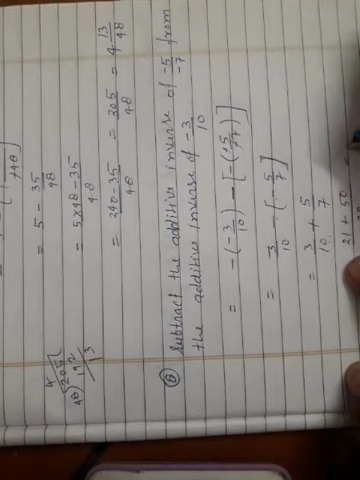 = 5 - 35/48
= 5×48-35/48
= 240-35/48 = 205/48 = 4 13/48
4
48)205(
192
13
Q Subtract the additive inverse of -5/-7 from
the additive inverse of -3/10
= -(-3/10) - [-(-5/-7)]
= 3/10 - [-5/7]
= 3/10 + 5/7
21 + 50